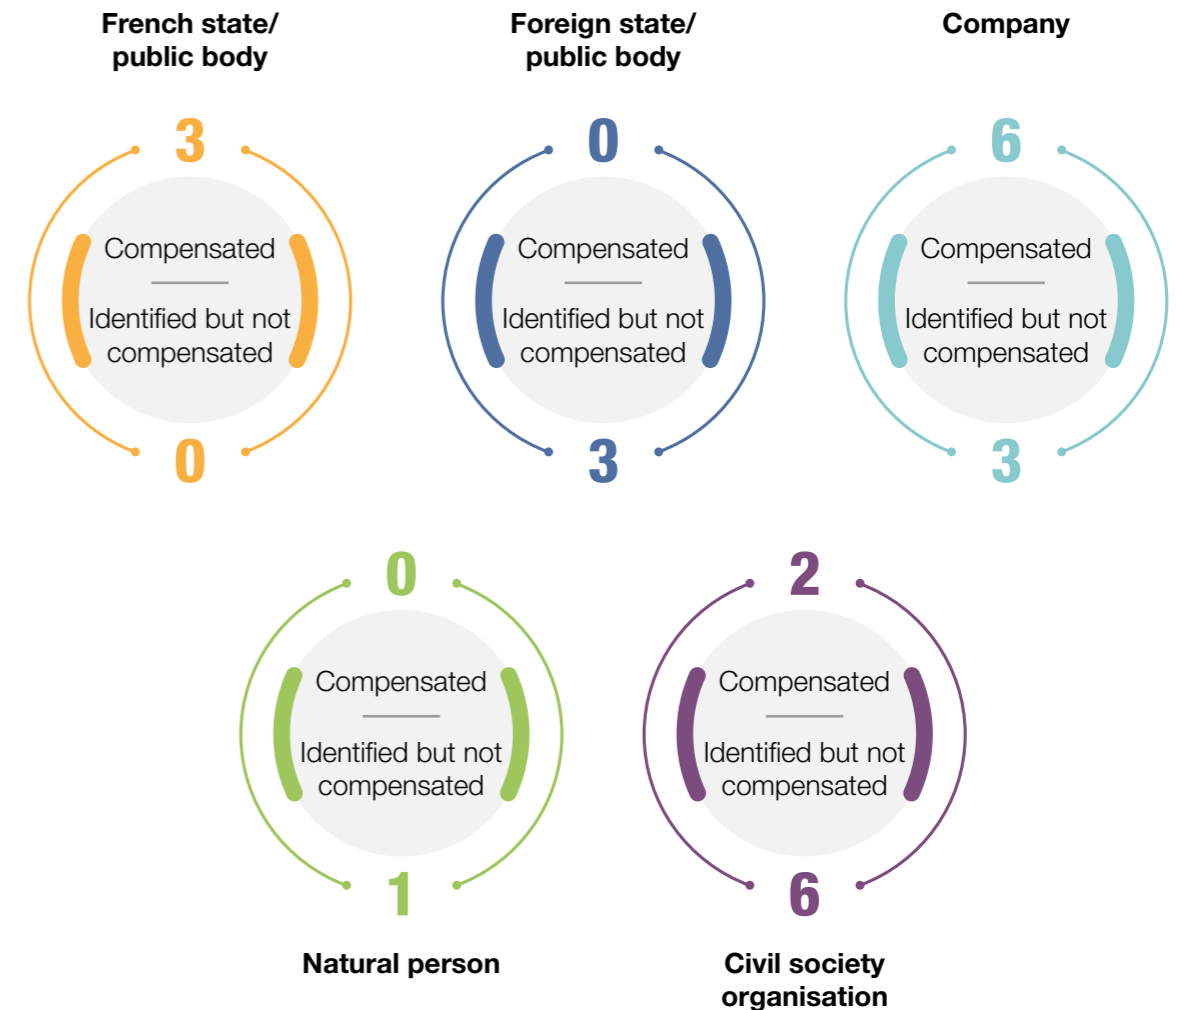 French state/
public body
3
Compensated
Identified but not
compensated
0
Foreign state/
public body
0
Compensated
Identified but not
compensated
3
Company
6
Compensated
Identified but not
compensated
3
0
Compensated
Identified but not
compensated
1
Natural person
2
Compensated
Identified but not
compensated
6
Civil society
organisation